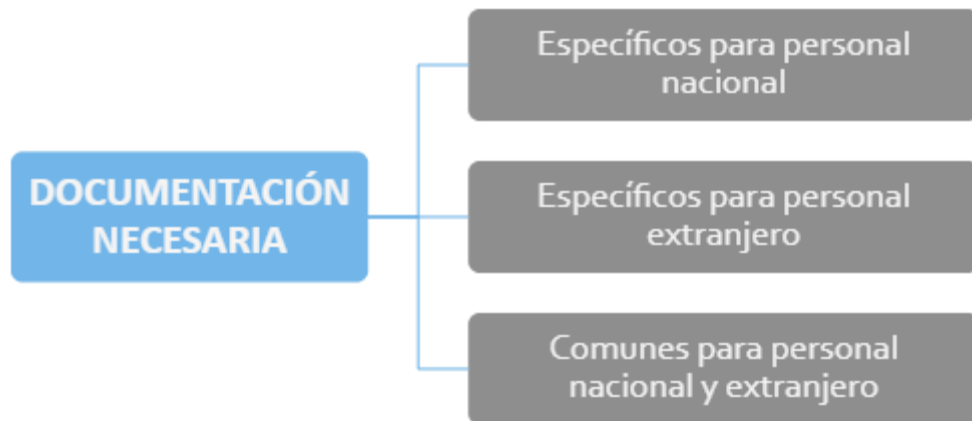 DOCUMENTACIÓN
NECESARIA
Específicos para personal
nacional
Específicos para personal
extranjero
Comunes para personal
nacional y extranjero